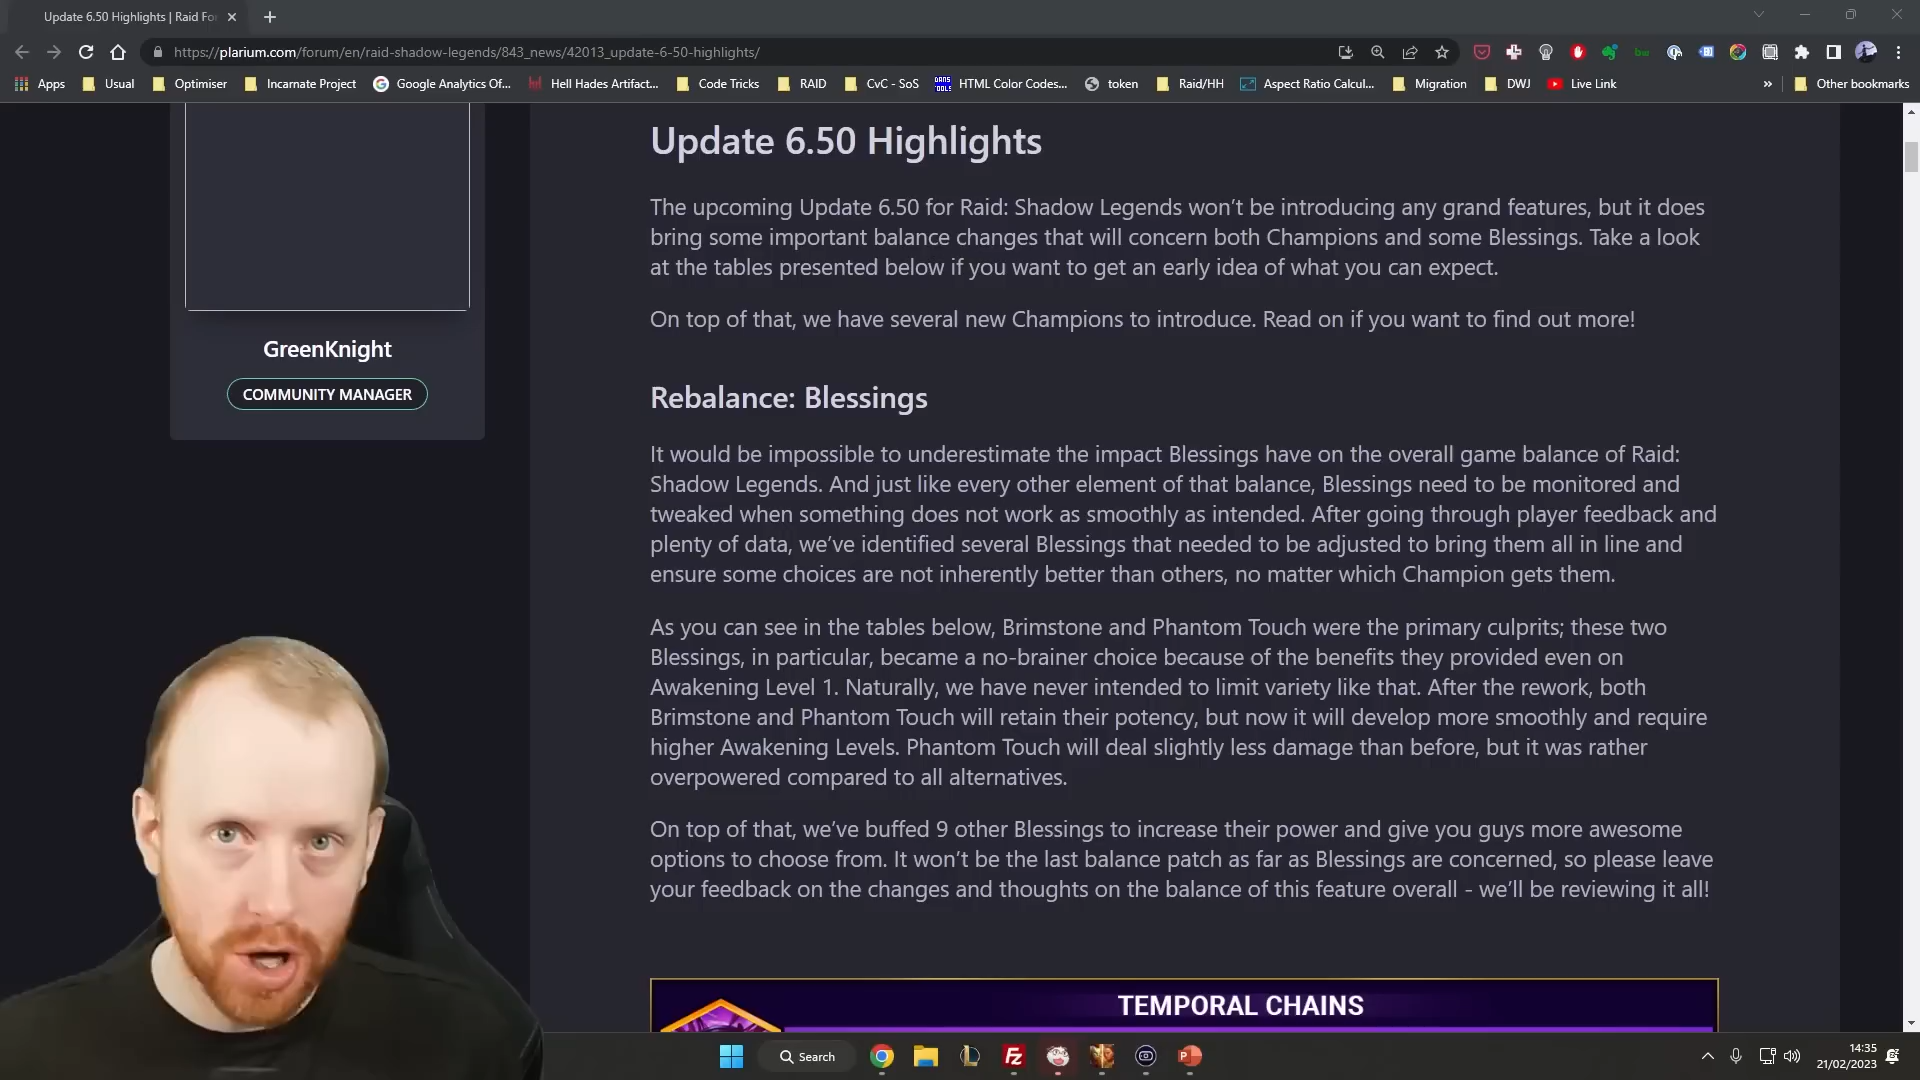 Update 6.50 Highlights | Raid Fo
https://plarium.com/forum/en/raid-shadow-legends/843_news/42013_update-6-50-highlights/
Apps Usual Optimiser Incarnate Project Google Analytics Of... Hell Hades Artifact... Code Tricks RAID CvC - SoS HTML Color Codes... token Raid/HH Aspect Ratio Calcul... Migration DWJ Live Link » Other bookmarks
GreenKnight
COMMUNITY MANAGER
Update 6.50 Highlights
The upcoming Update 6.50 for Raid: Shadow Legends won’t be introducing any grand features, but it does
bring some important balance changes that will concern both Champions and some Blessings. Take a look
at the tables presented below if you want to get an early idea of what you can expect.
On top of that, we have several new Champions to introduce. Read on if you want to find out more!
Rebalance: Blessings
It would be impossible to underestimate the impact Blessings have on the overall game balance of Raid:
Shadow Legends. And just like every other element of that balance, Blessings need to be monitored and
tweaked when something does not work as smoothly as intended. After going through player feedback and
plenty of data, we’ve identified several Blessings that needed to be adjusted to bring them all in line and
ensure some choices are not inherently better than others, no matter which Champion gets them.
As you can see in the tables below, Brimstone and Phantom Touch were the primary culprits; these two
Blessings, in particular, became a no-brainer choice because of the benefits they provided even on
Awakening Level 1. Naturally, we have never intended to limit variety like that. After the rework, both
Brimstone and Phantom Touch will retain their potency, but now it will develop more smoothly and require
higher Awakening Levels. Phantom Touch will deal slightly less damage than before, but it was rather
overpowered compared to all alternatives.
On top of that, we’ve buffed 9 other Blessings to increase their power and give you guys more awesome
options to choose from. It won’t be the last balance patch as far as Blessings are concerned, so please leave
your feedback on the changes and thoughts on the balance of this feature overall - we’ll be reviewing it all!
TEMPORAL CHAINS
Search
14:35
21/02/2023